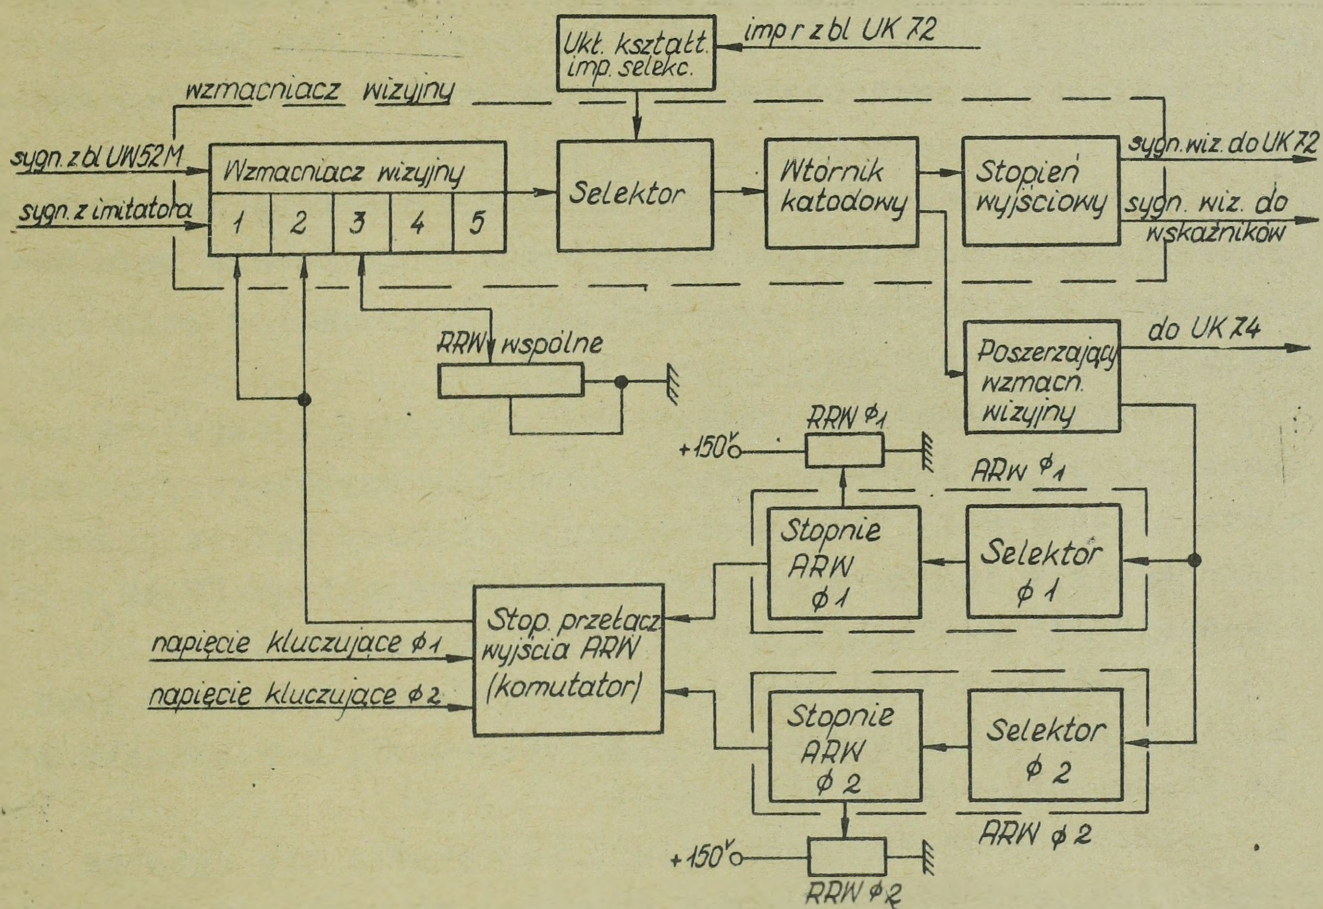 Ukł. kształt.
imp. selekc.
imp r z bl UK 72
wzmacniacz wizyjny
sygn. z bl UW52M
sygn. z imitatora
Wzmacniacz wizyjny
1 2 3 4 5
Selektor
Wtórnik
katodowy
Stopień
wyjściowy
sygn. wiz. do UK 72
sygn. wiz. do
wskaźników
RRW wspólne
Poszerzający
wzmacn.
wizyjny
do UK 74
RRW ϕ1
+150V
ARW ϕ1
Stopnie
ARW
ϕ1
Selektor
ϕ1
Stop. przełącz.
wyjścia ARW
(komutator)
napięcie kluczujące ϕ1
napięcie kluczujące ϕ2
Stopnie
ARW
ϕ2
Selektor
ϕ2
ARW ϕ2
+150V
RRW ϕ2